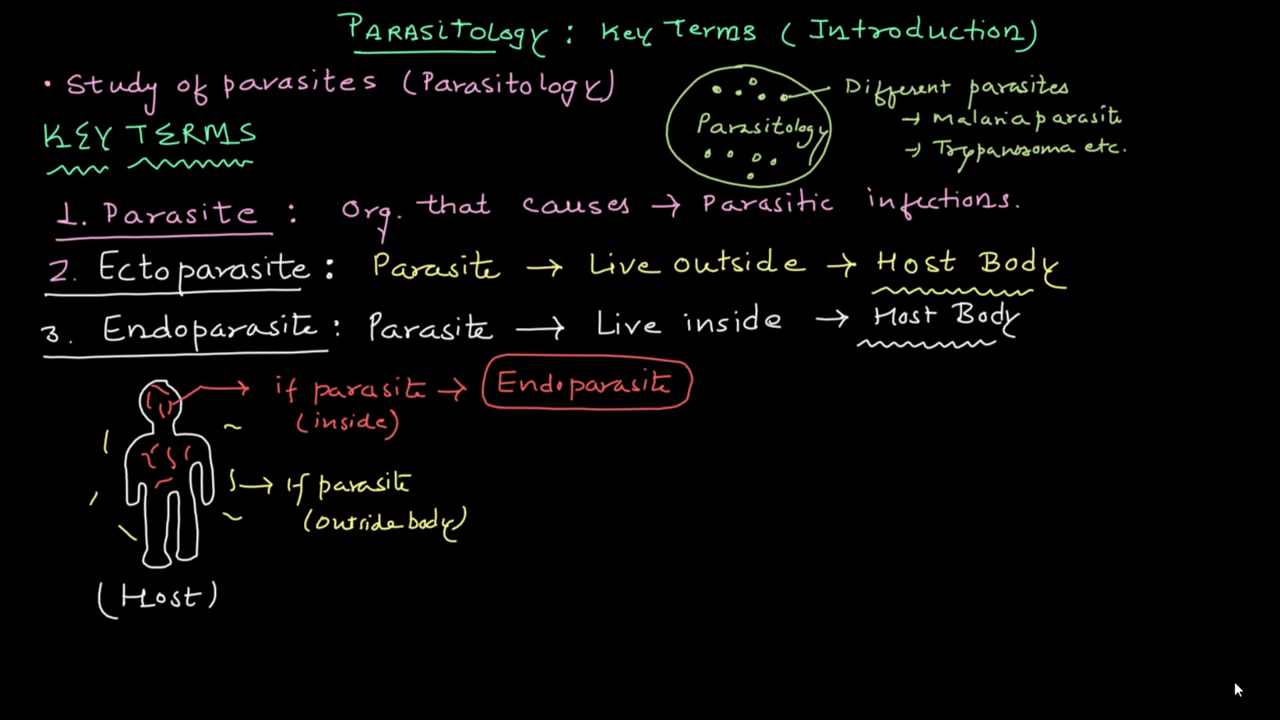 Parasitology : Key Terms (Introduction)
• Study of parasites (Parasitology)
KEY TERMS
Parasitology
Different parasites
→ Malaria parasite
→ Trypanosoma etc.
1. Parasite : Org. that causes → Parasitic infections.
2. Ectoparasite : Parasite → Live outside → Host Body
3. Endoparasite : Parasite → Live inside → Host Body
→ if parasite → Endoparasite
(inside)
→ if parasite
(outside body)
(Host)